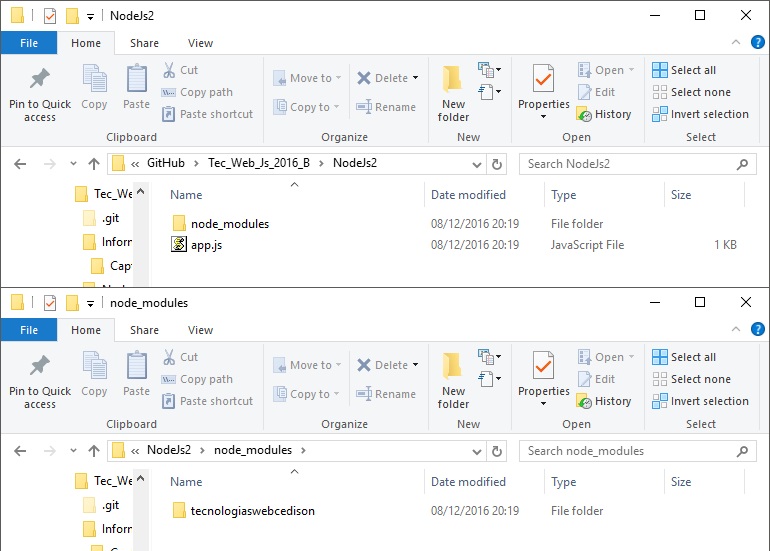 NodeJs2
File Home Share View
Pin to Quick access
Copy
Paste
Cut
Copy path
Paste shortcut
Clipboard
Move to
Copy to
Delete
Rename
Organize
New folder
New
Properties
Open
Edit
History
Open
Select all
Select none
Invert selection
Select
« GitHub > Tec_Web_Js_2016_B > NodeJs2
Search NodeJs2
Tec_We
.git
Inform
Capt
Name Date modified Type Size
node_modules 08/12/2016 20:19 File folder
app.js 08/12/2016 20:19 JavaScript File 1 KB
node_modules
File Home Share View
Pin to Quick access
Copy
Paste
Cut
Copy path
Paste shortcut
Clipboard
Move to
Copy to
Delete
Rename
Organize
New folder
New
Properties
Open
Edit
History
Open
Select all
Select none
Invert selection
Select
« NodeJs2 > node_modules >
Search node_modules
Tec_We
.git
Inform
Name Date modified Type Size
tecnologiaswebcedison 08/12/2016 20:19 File folder